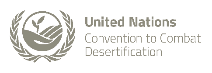 United Nations
Convention to Combat
Desertification